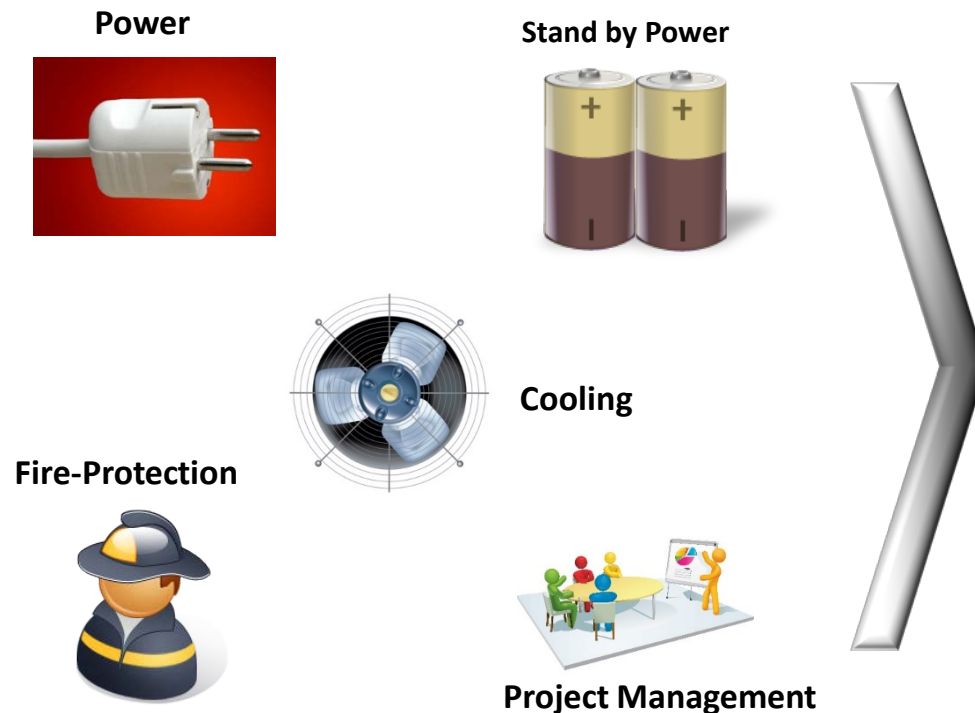 Power
Stand by Power
Cooling
Fire-Protection
Project Management